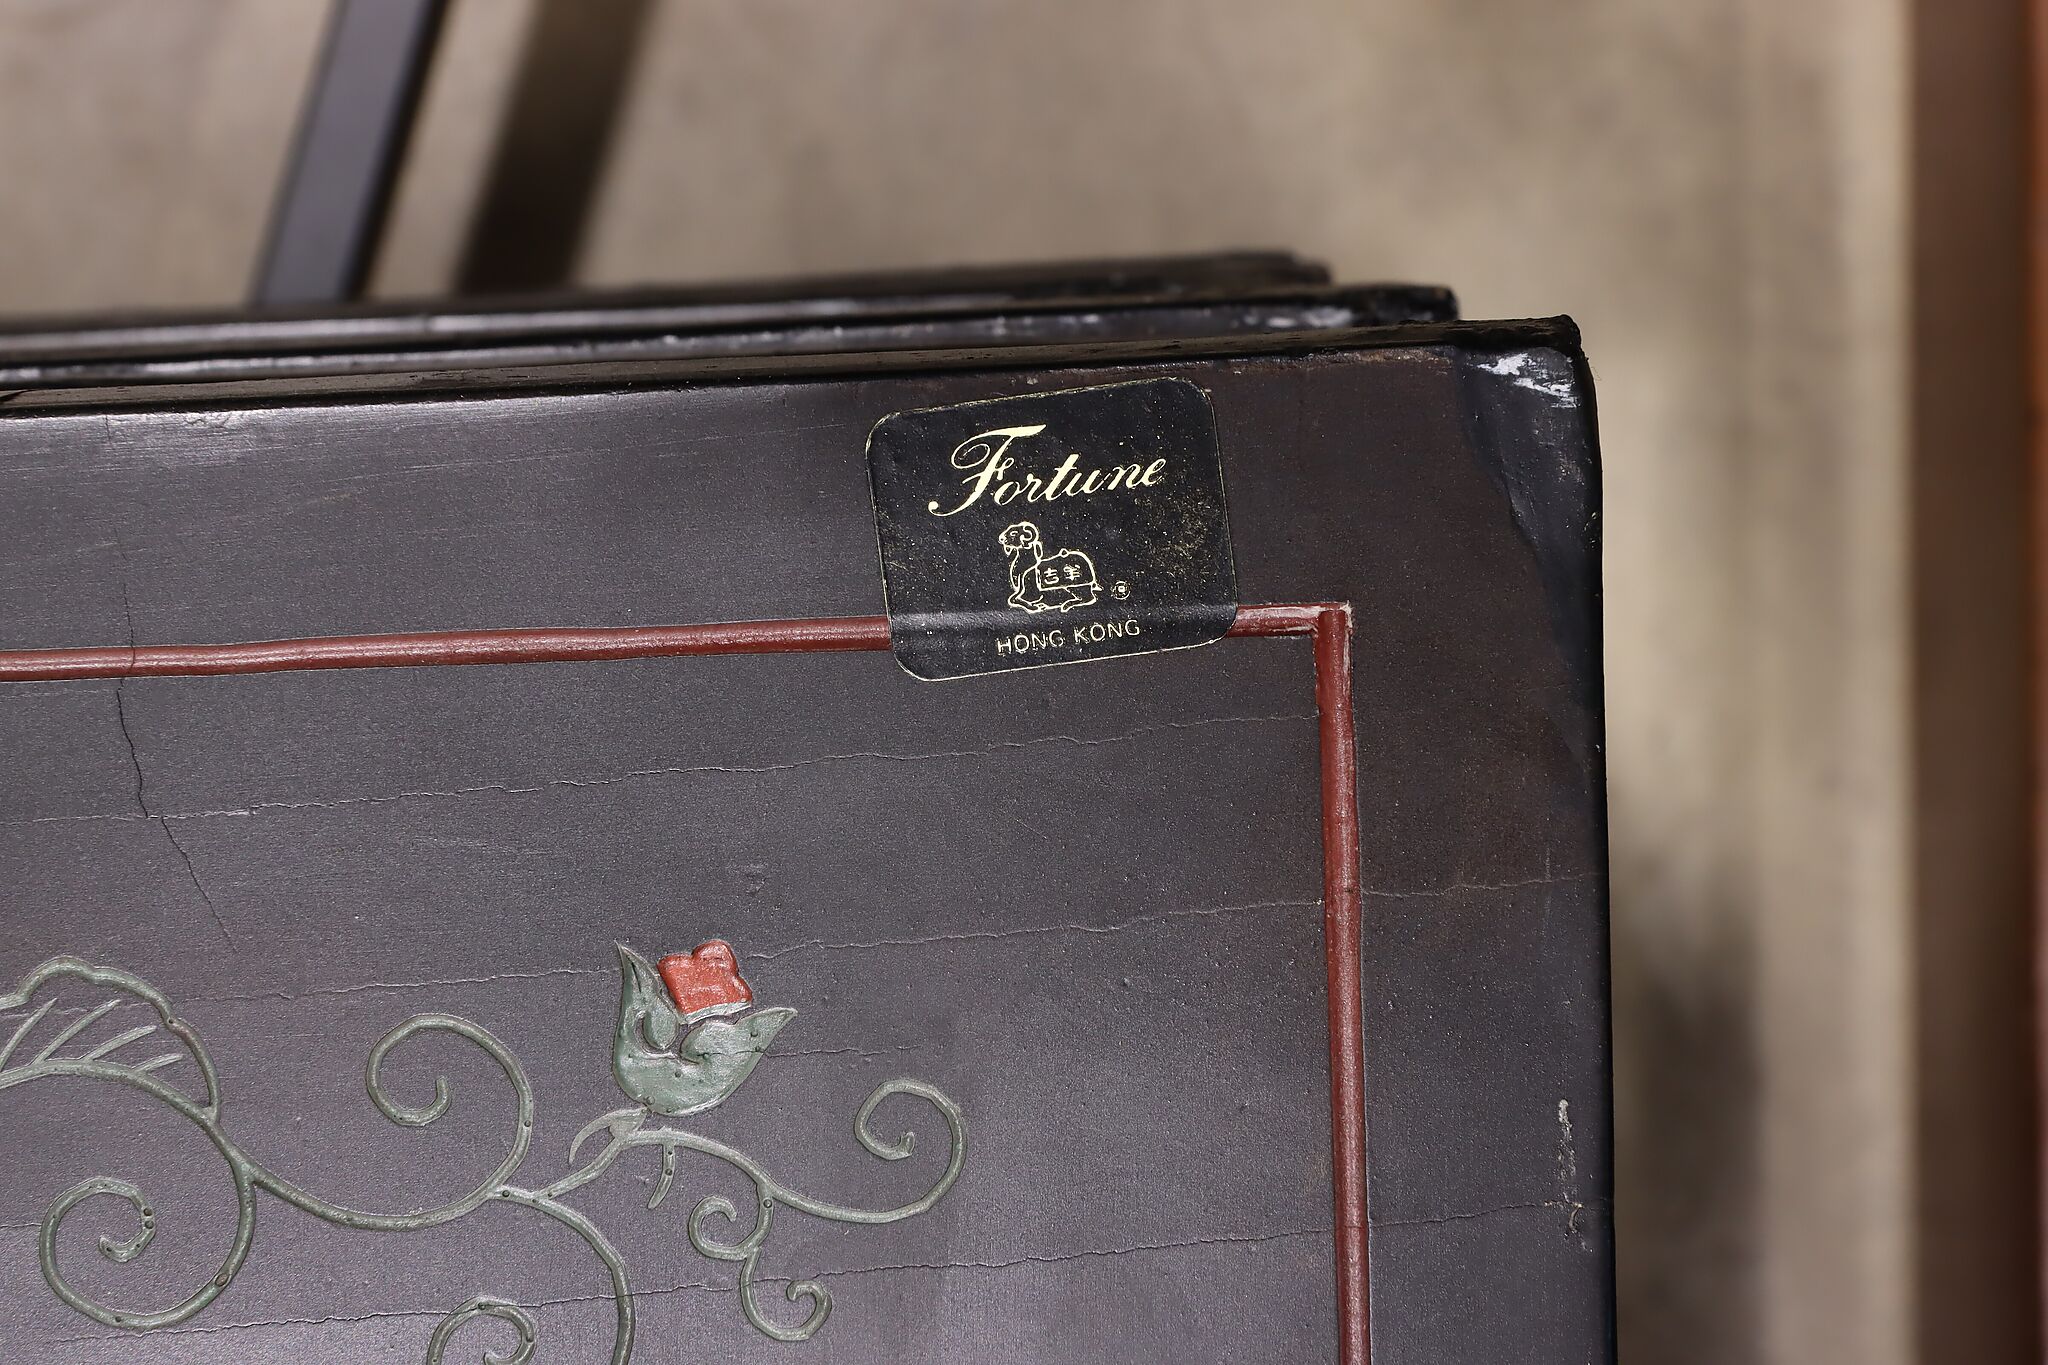 Fortune
吉羊
®
HONG KONG